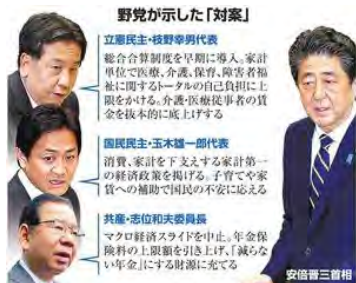 野党が示した「対案」
立憲民主・枝野幸男代表
総合合算制度を早期に導入。家計
単位で医療、介護、保育、障害者福
祉に関するトータルの自己負担に上
限をかける。介護・医療従事者の賃
金を抜本的に底上げする
国民民主・玉木雄一郎代表
消費、家計を下支えする家計第一
の経済政策を掲げる。子育てや家
賃への補助で国民の不安に応える
共産・志位和夫委員長
マクロ経済スライドを中止。年金保
険料の上限額を引き上げ、「減らな
い年金」にする財源に充てる
安倍晋三首相